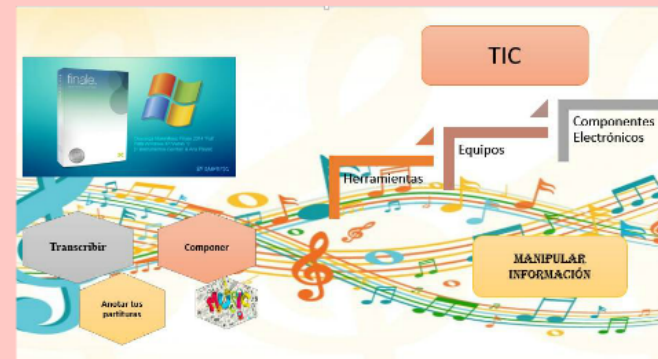 finale.
TIC
Componentes
Electrónicos
Equipos
Herramientas
Transcribir
Componer
Anotar tus
partituras
MANIPULAR
INFORMACIÓN